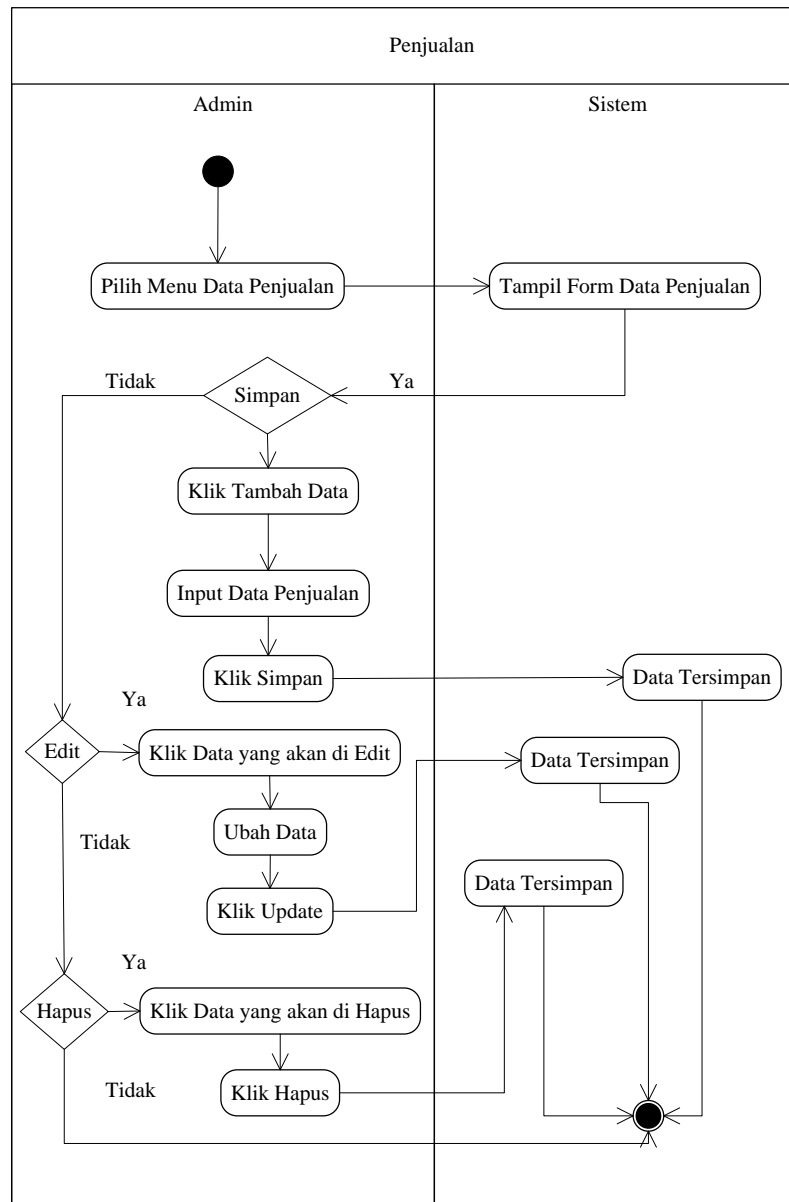 Penjualan
Admin
Sistem
Pilih Menu Data Penjualan
Tampil Form Data Penjualan
Tidak
Simpan
Ya
Klik Tambah Data
Input Data Penjualan
Klik Simpan
Data Tersimpan
Ya
Edit
Klik Data yang akan di Edit
Data Tersimpan
Ubah Data
Tidak
Data Tersimpan
Klik Update
Ya
Hapus
Klik Data yang akan di Hapus
Tidak
Klik Hapus